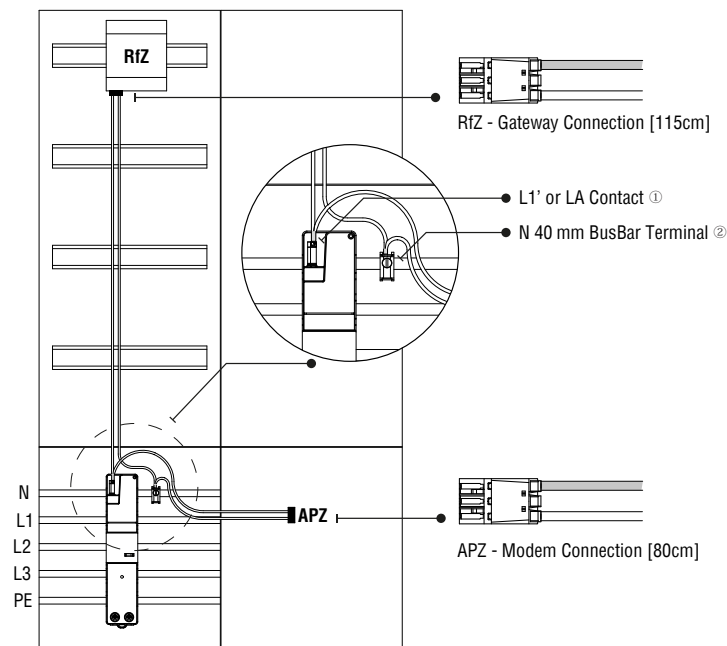 RfZ
RfZ - Gateway Connection [115cm]
L1' or LA Contact ①
N 40 mm BusBar Terminal ②
N
L1
L2
L3
PE
APZ
APZ - Modem Connection [80cm]